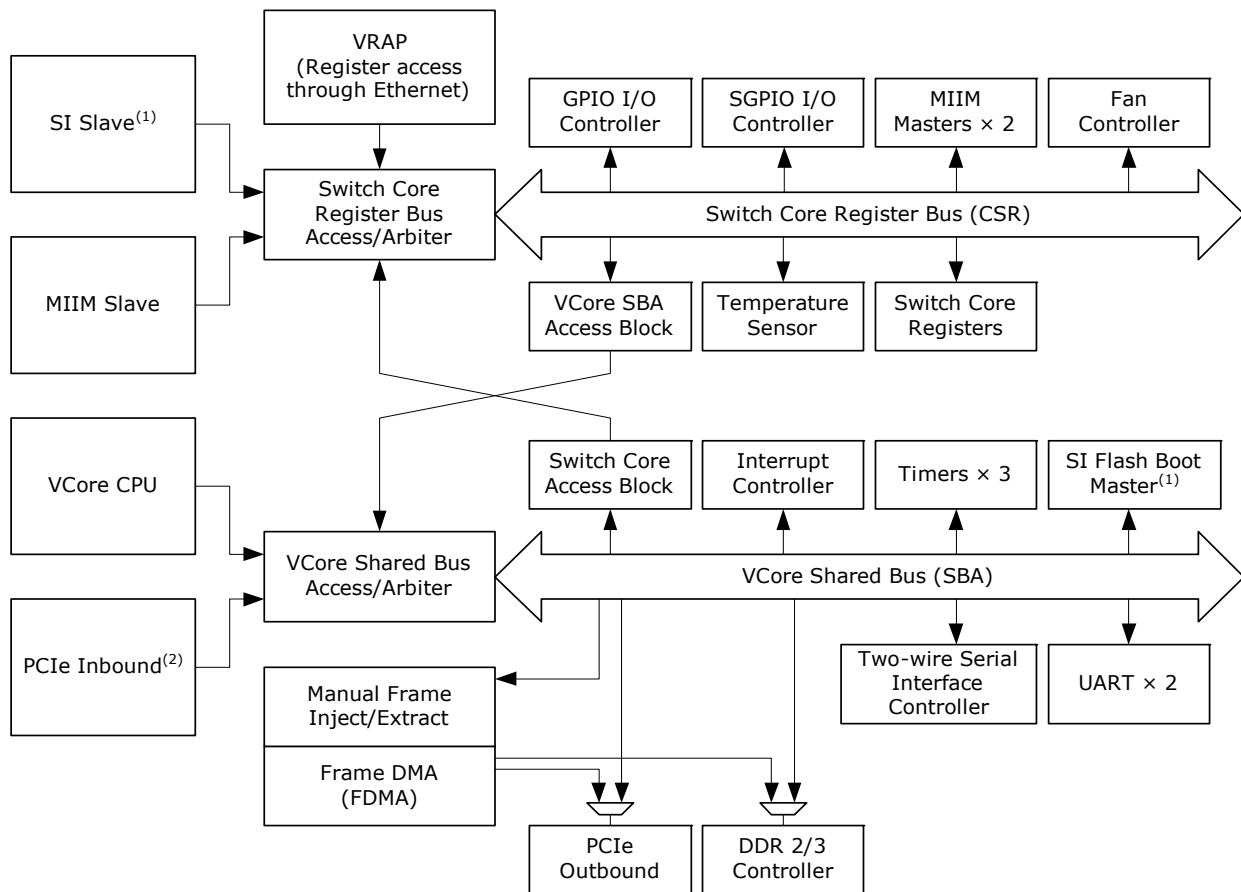 VRAP
(Register access
through Ethernet)
SI Slave(1)
GPIO I/O
Controller
SGPIO I/O
Controller
MIIM
Masters × 2
Fan
Controller
Switch Core
Register Bus
Access/Arbiter
Switch Core Register Bus (CSR)
MIIM Slave
VCore SBA
Access Block
Temperature
Sensor
Switch Core
Registers
VCore CPU
Switch Core
Access Block
Interrupt
Controller
Timers × 3
SI Flash Boot
Master(1)
VCore Shared Bus
Access/Arbiter
VCore Shared Bus (SBA)
PCIe Inbound(2)
Manual Frame
Inject/Extract
Two-wire Serial
Interface
Controller
UART × 2
Frame DMA
(FDMA)
PCIe
Outbound
DDR 2/3
Controller